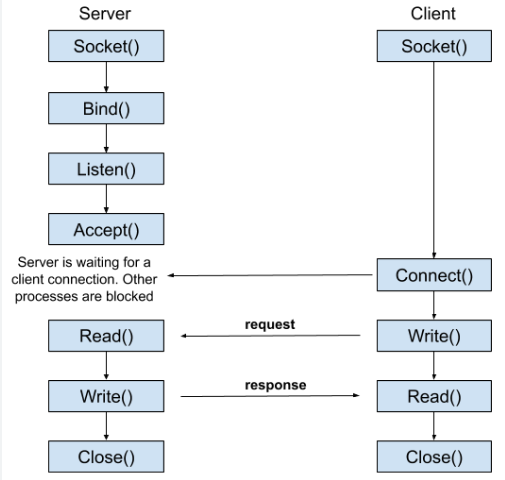 Server
Client
Socket()
Socket()
Bind()
Listen()
Accept()
Server is waiting for a
client connection. Other
processes are blocked
Connect()
Read()
request
Write()
Write()
response
Read()
Close()
Close()